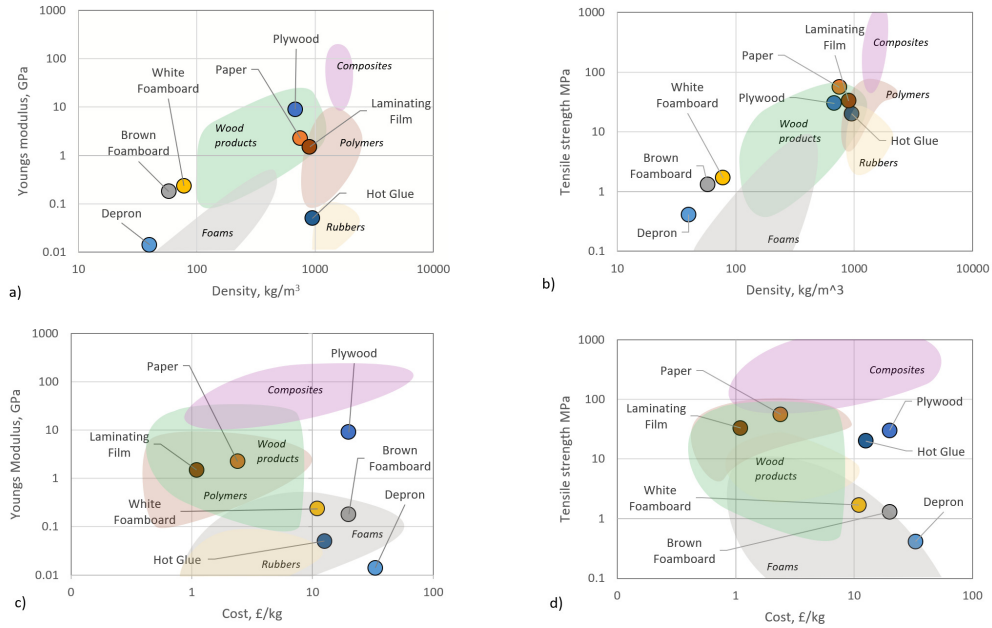 1000
100
10
1
0.1
0.01
Youngs modulus, GPa
Plywood
Composites
White
Foamboard
Paper
Laminating
Film
Brown
Foamboard
Wood
products
Polymers
Hot Glue
Depron
Foams
Rubbers
10
100
1000
10000
Density, kg/m³
a)
1000
100
10
1
0.1
Tensile strength MPa
Laminating
Film
Composites
Paper
White
Foamboard
Plywood
Polymers
Wood
products
Hot Glue
Brown
Foamboard
Rubbers
Depron
Foams
10
100
1000
10000
Density, kg/m^3
b)
1000
100
10
1
0.1
0.01
Youngs Modulus, GPa
Plywood
Paper
Composites
Laminating
Film
Wood
products
Brown
Foamboard
Polymers
Depron
White
Foamboard
Foams
Hot Glue
Rubbers
0
1
10
100
Cost, £/kg
c)
1000
100
10
1
0.1
Tensile strength MPa
Paper
Composites
Laminating
Film
Plywood
Hot Glue
Wood
products
White
Foamboard
Depron
Brown
Foamboard
Foams
0
1
10
100
Cost, £/kg
d)